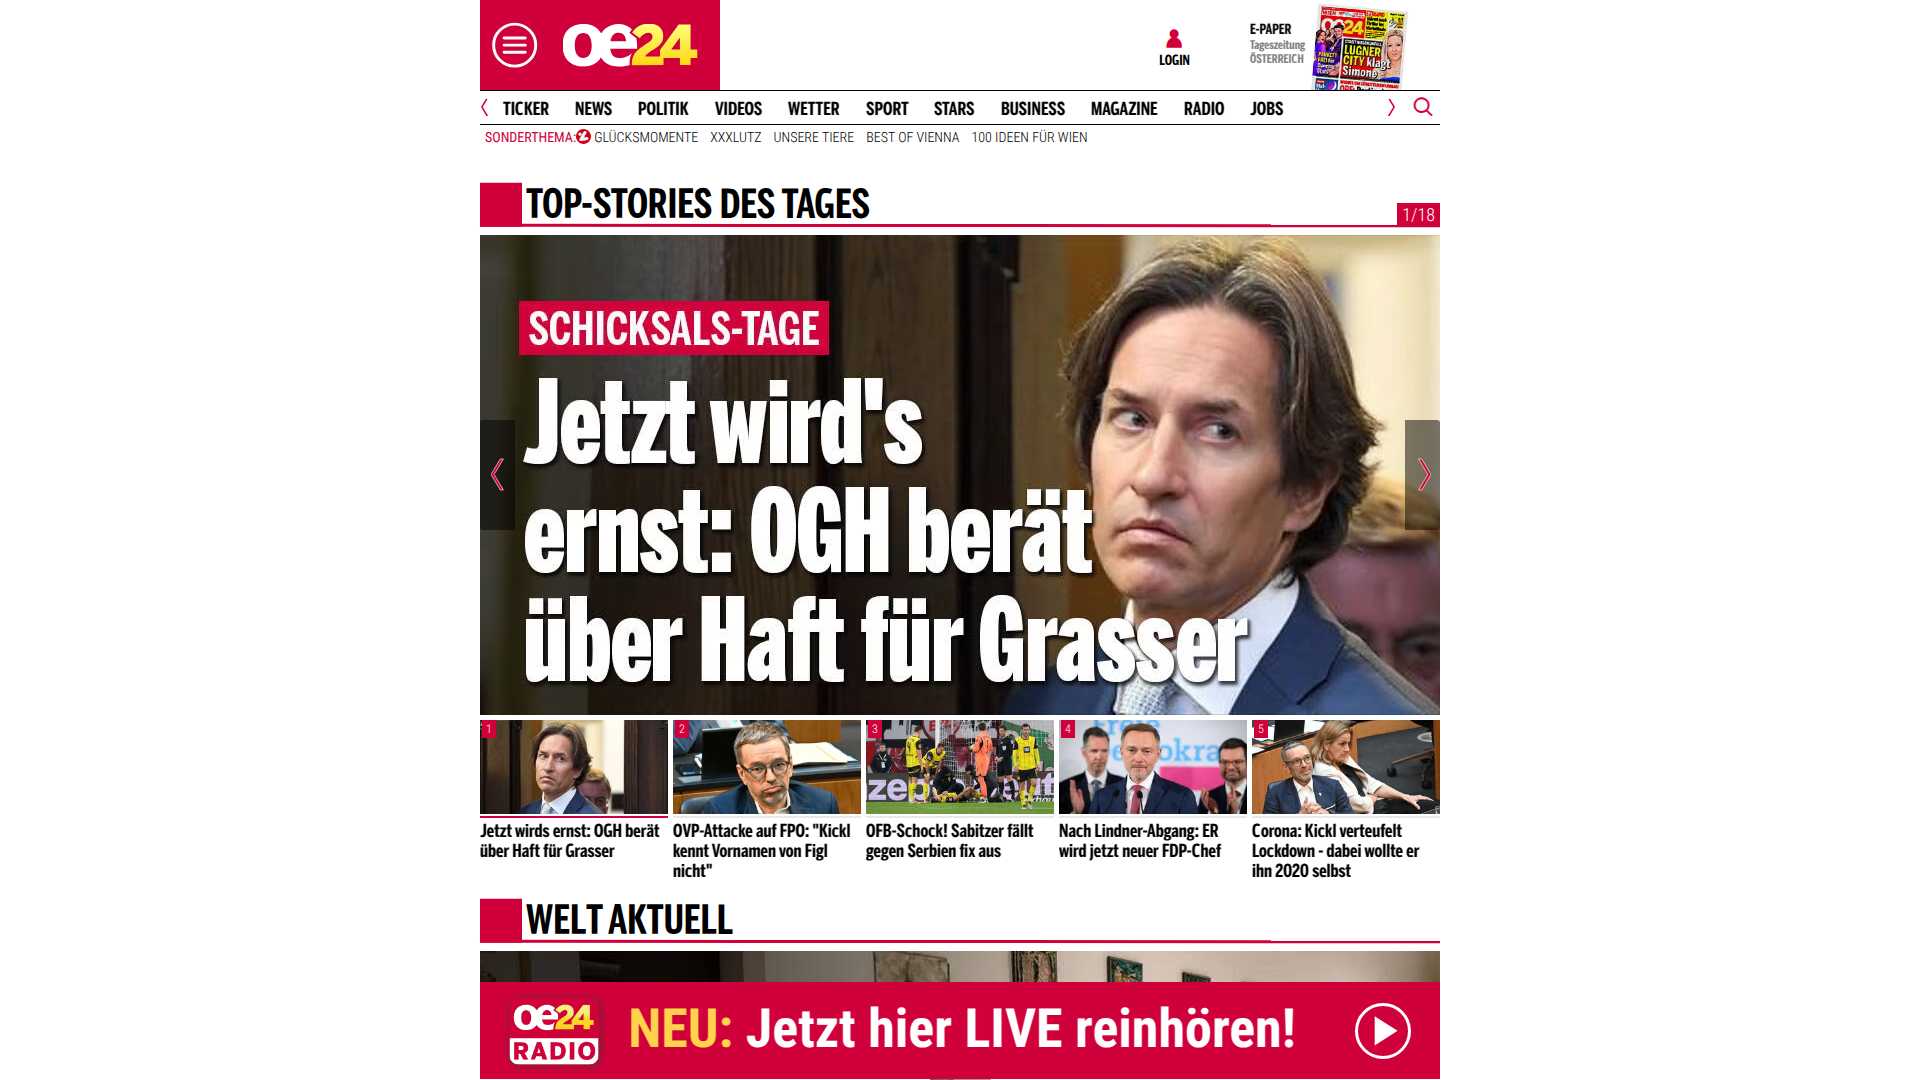 oe24
LOGIN
E-PAPER
Tageszeitung
ÖSTERREICH
oe24
LUGNER
CITY klagt
Simone
TICKER NEWS POLITIK VIDEOS WETTER SPORT STARS BUSINESS MAGAZINE RADIO JOBS
SONDERTHEMA: GLÜCKSMOMENTE XXXLUTZ UNSERE TIERE BEST OF VIENNA 100 IDEEN FÜR WIEN
TOP-STORIES DES TAGES
1/18
SCHICKSALS-TAGE
Jetzt wird's
ernst: OGH berät
über Haft für Grasser
1
2
3
4
5
Jetzt wirds ernst: OGH berät
über Haft für Grasser
ÖVP-Attacke auf FPÖ: "Kickl
kennt Vornamen von Figl
nicht"
ÖFB-Schock! Sabitzer fällt
gegen Serbien fix aus
Nach Lindner-Abgang: ER
wird jetzt neuer FDP-Chef
Corona: Kickl verteufelt
Lockdown - dabei wollte er
ihn 2020 selbst
WELT AKTUELL
oe24
RADIO
NEU: Jetzt hier LIVE reinhören!